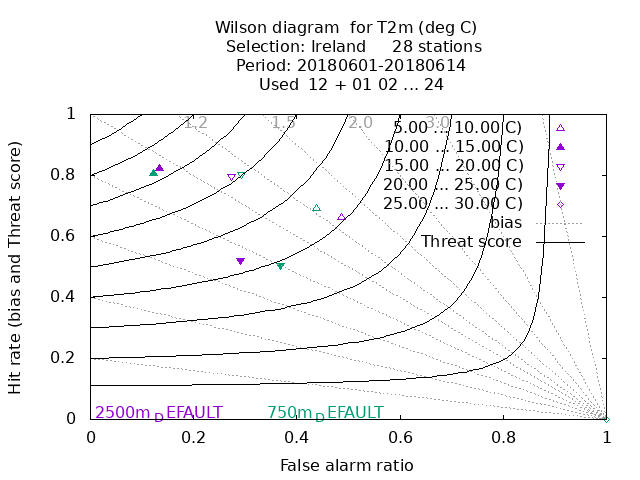 Wilson diagram  for T2m (deg C)
Selection: Ireland     28 stations
Period: 20180601-20180614
Used  12 + 01 02 ... 24
Hit rate (bias and Threat score)
1
0.8
0.6
0.4
0.2
0
1.2
1.5
2.0
3.0
5.00 ... 10.00 C)
10.00 ... 15.00 C)
15.00 ... 20.00 C)
20.00 ... 25.00 C)
25.00 ... 30.00 C)
bias
Threat score
2500m_DEFAULT
750m_DEFAULT
0 0.2 0.4 0.6 0.8 1
False alarm ratio